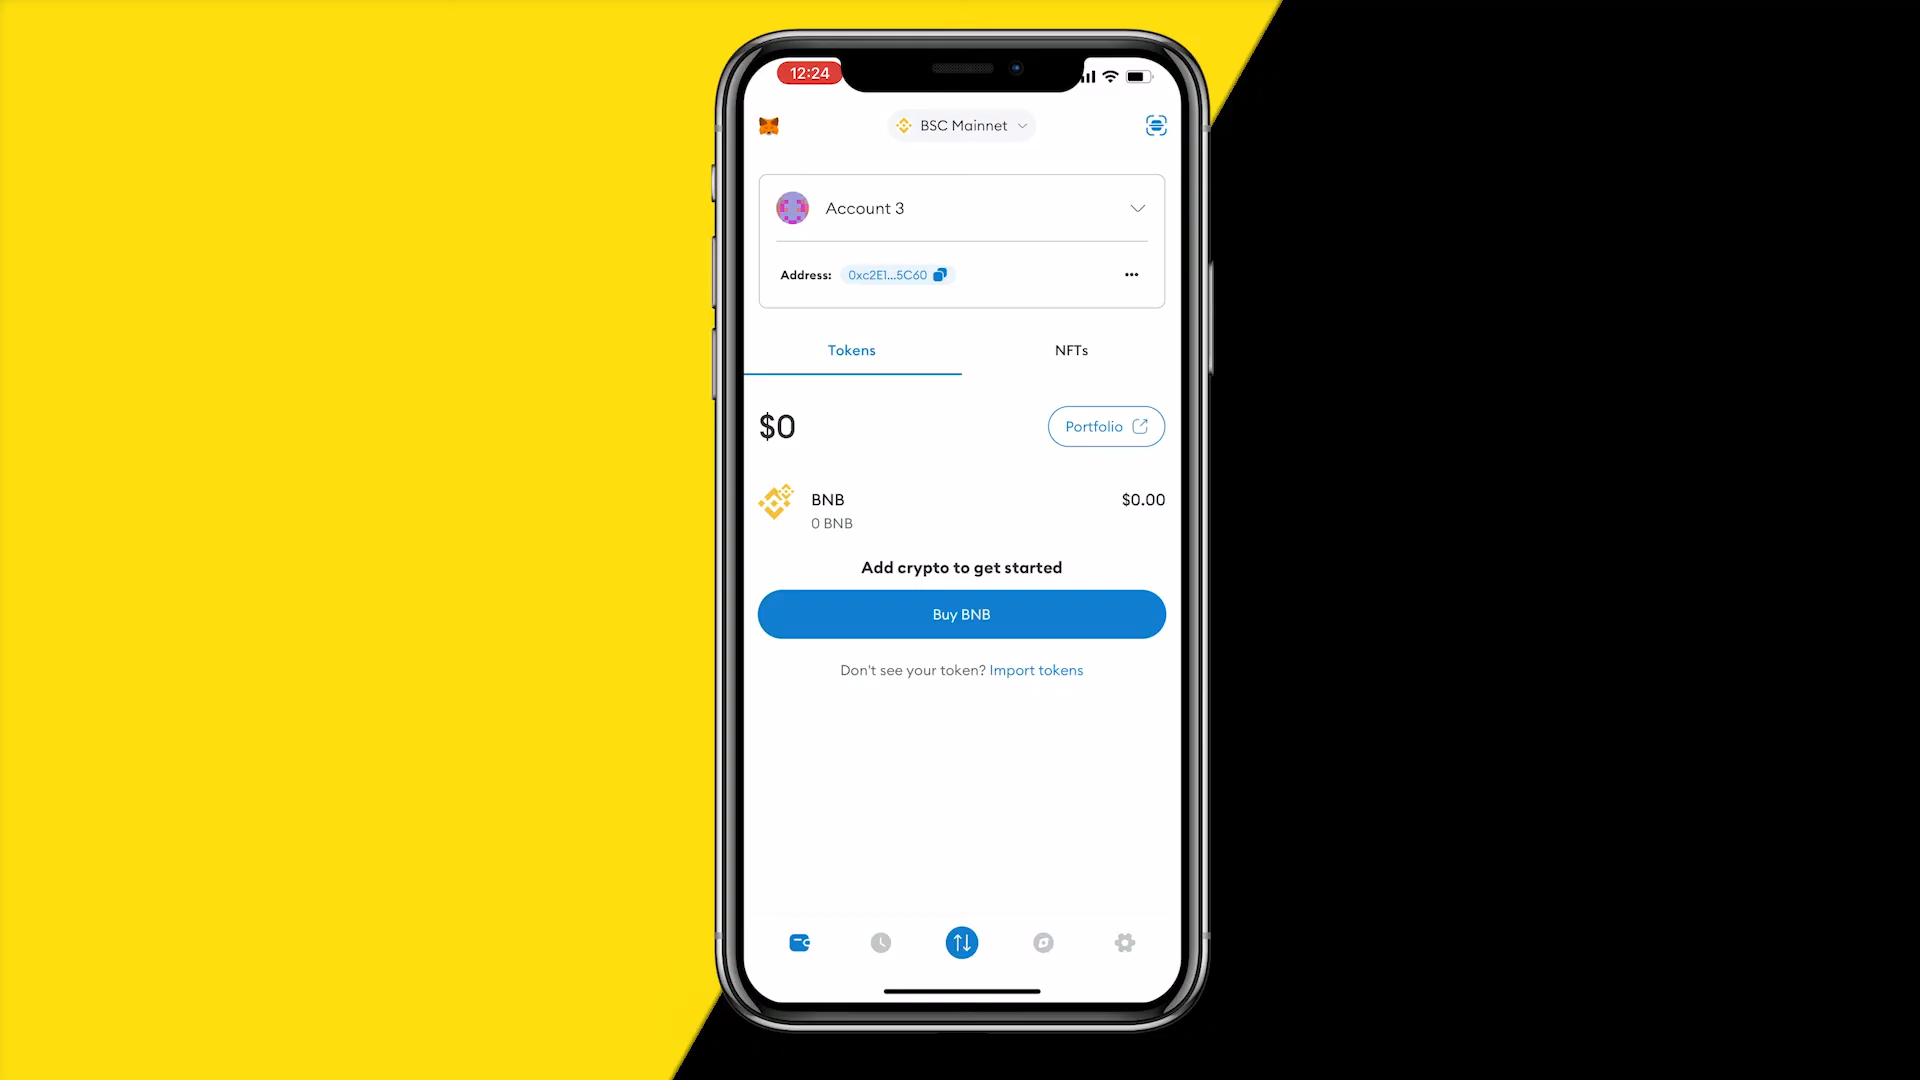 12:24
BSC Mainnet
Account 3
Address: 0xc2E1...5C60
Tokens NFTs
$0 Portfolio
BNB $0.00
0 BNB
Add crypto to get started
Buy BNB
Don't see your token? Import tokens